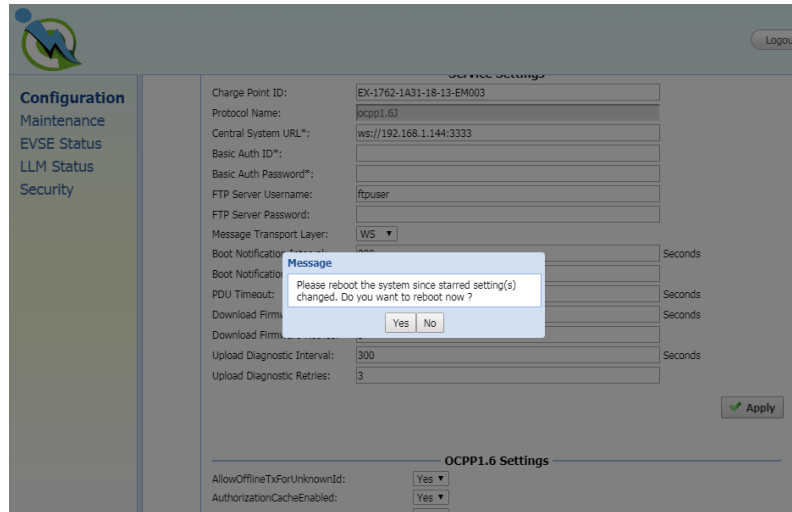 Logou
Service Settings
Configuration
Maintenance
EVSE Status
LLM Status
Security
Charge Point ID: EX-1762-1A31-18-13-EM003
Protocol Name: ocpp1.6J
Central System URL*: ws://192.168.1.144:3333
Basic Auth ID*:
Basic Auth Password*:
FTP Server Username: ftpuser
FTP Server Password:
Message Transport Layer: WS
Boot Notification Seconds
Boot Notification
Message
Please reboot the system since starred setting(s)
changed. Do you want to reboot now ?
Yes No
PDU Timeout: Seconds
Download Seconds
Download
Upload Diagnostic Interval: 300 Seconds
Upload Diagnostic Retries: 3
Apply
OCPP1.6 Settings
AllowOfflineTxForUnknownId: Yes
AuthorizationCacheEnabled: Yes